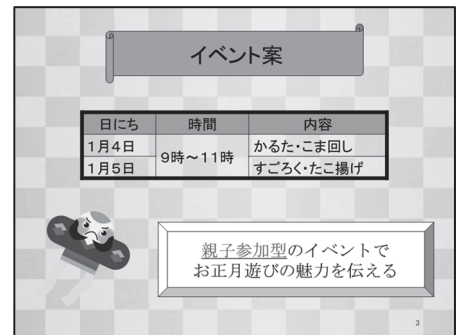 イベント案
日にち 時間 内容
1月4日 9時～11時 かるた・こま回し
1月5日 すごろく・たこ揚げ
親子参加型のイベントで
お正月遊びの魅力を伝える
3